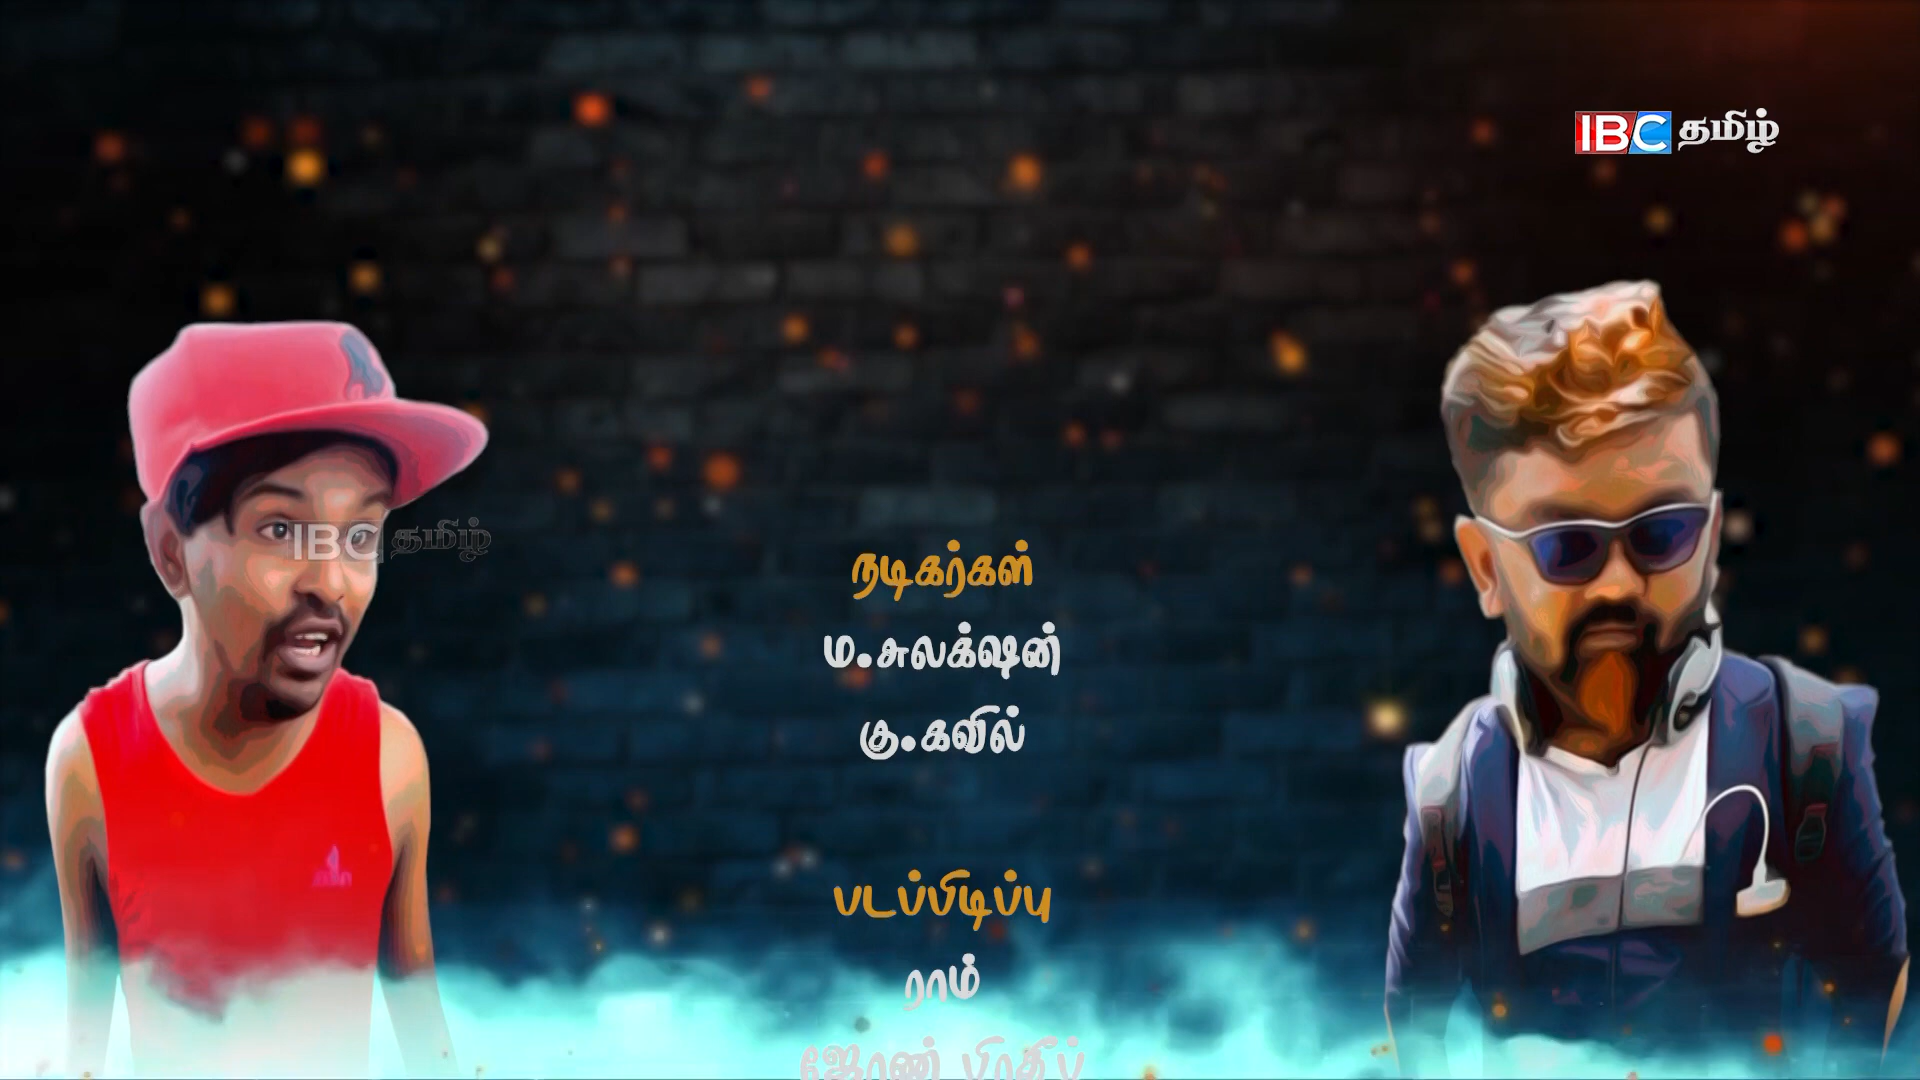 IBC தமிழ்
IBC தமிழ்
நடிகர்கள்
ம.சுலக்ஷன்
கு.கவில்
படப்பிடிப்பு
ராம்
ஜோண் பிரதீப்